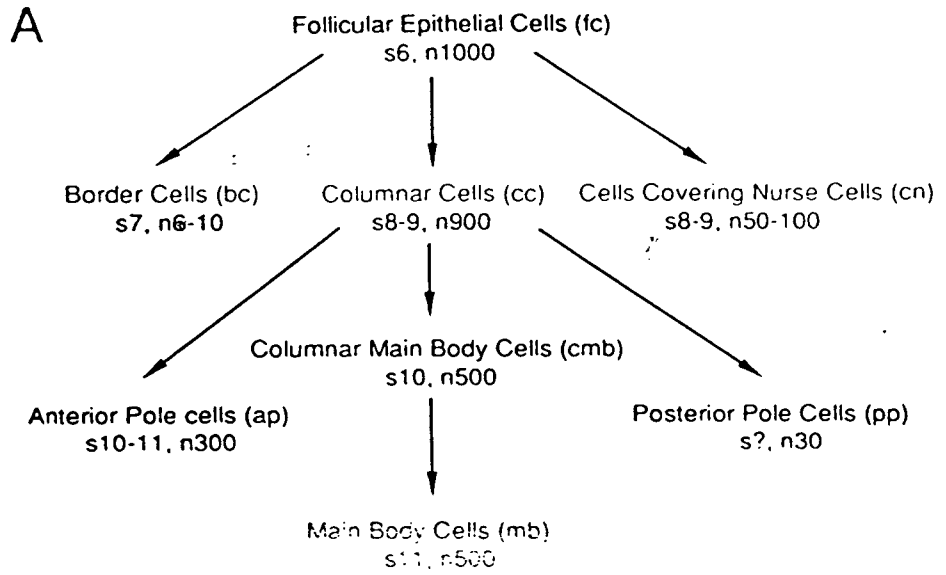 A
Follicular Epithelial Cells (fc)
s6, n1000
Border Cells (bc)
s7, n6-10
Columnar Cells (cc)
s8-9, n900
Cells Covering Nurse Cells (cn)
s8-9, n50-100
Columnar Main Body Cells (cmb)
s10, n500
Anterior Pole cells (ap)
s10-11, n300
Posterior Pole Cells (pp)
s?, n30
Main Body Cells (mb)
s11, n500